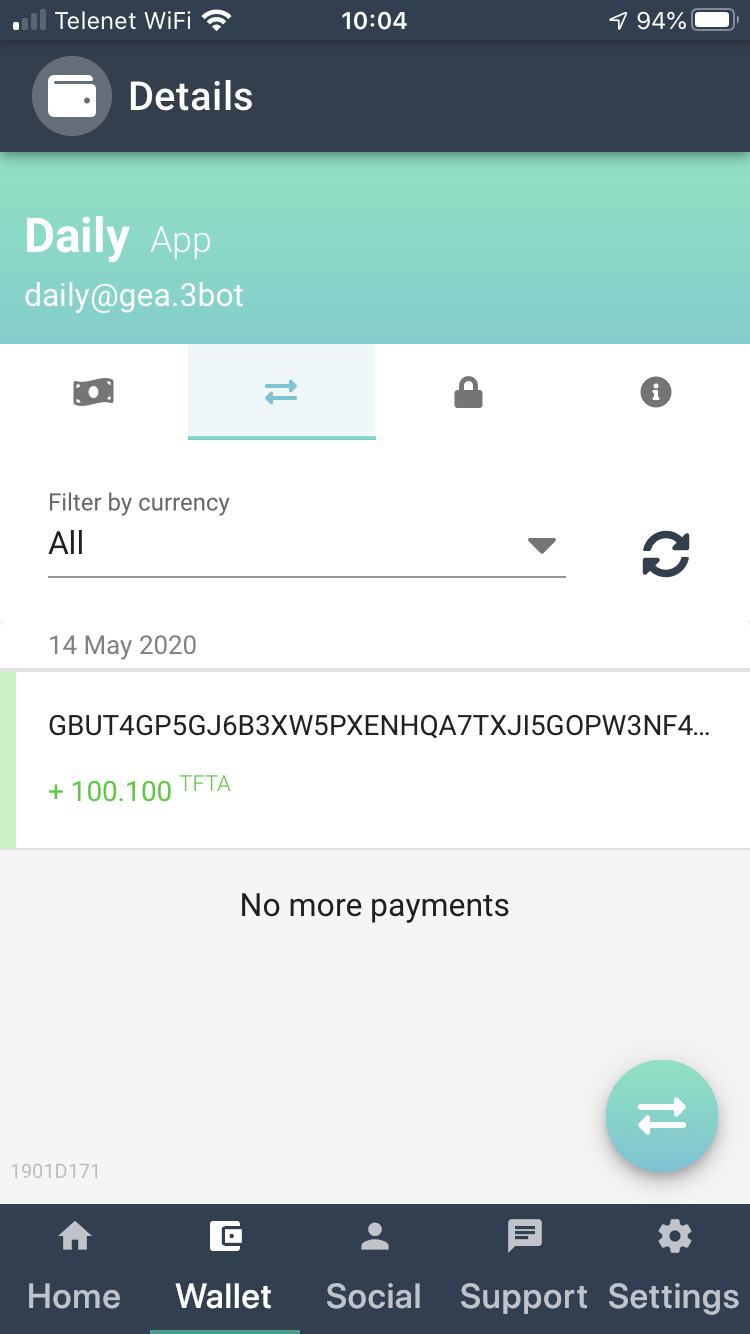 Telenet WiFi 10:04 94%
Details
Daily App
daily@gea.3bot
Filter by currency
All
14 May 2020
GBUT4GP5GJ6B3XW5PXENHQA7TXJI5GOPW3NF4...
+ 100.100 TFTA
No more payments
1901D171
Home Wallet Social Support Settings